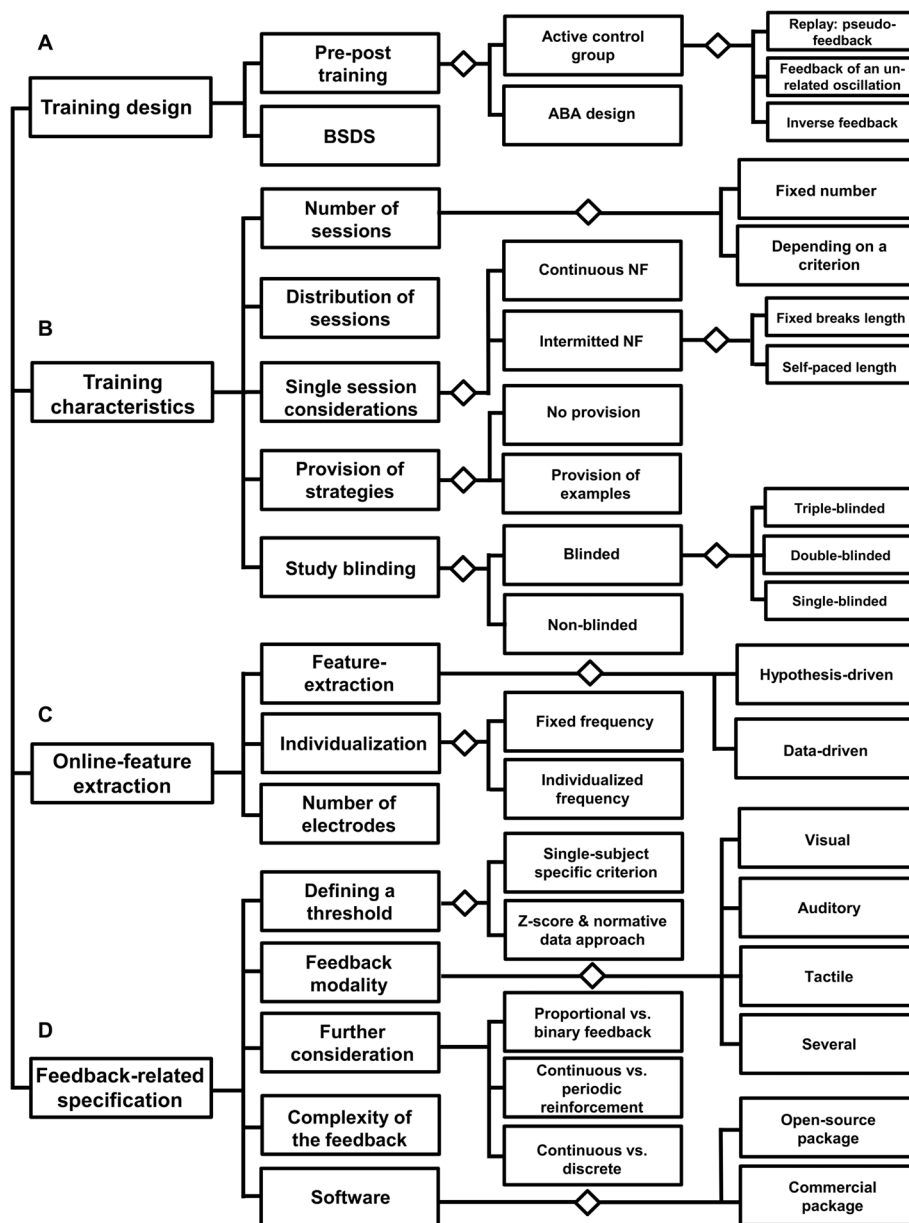 A
Training design
Pre-post
training
BSDS
Active control
group
ABA design
Replay: pseudo-
feedback
Feedback of an un-
related oscillation
Inverse feedback
B
Training
characteristics
Number of
sessions
Fixed number
Depending on a
criterion
Distribution of
sessions
Single session
considerations
Continuous NF
Intermitted NF
Fixed breaks length
Self-paced length
Provision of
strategies
No provision
Provision of
examples
Study blinding
Blinded
Non-blinded
Triple-blinded
Double-blinded
Single-blinded
C
Online-feature
extraction
Feature-
extraction
Hypothesis-driven
Data-driven
Individualization
Fixed frequency
Individualized
frequency
Number of
electrodes
D
Feedback-related
specification
Defining a
threshold
Single-subject
specific criterion
Z-score & normative
data approach
Feedback
modality
Visual
Auditory
Tactile
Several
Further
consideration
Proportional vs.
binary feedback
Continuous vs.
periodic
reinforcement
Continuous vs.
discrete
Complexity of
the feedback
Software
Open-source
package
Commercial
package